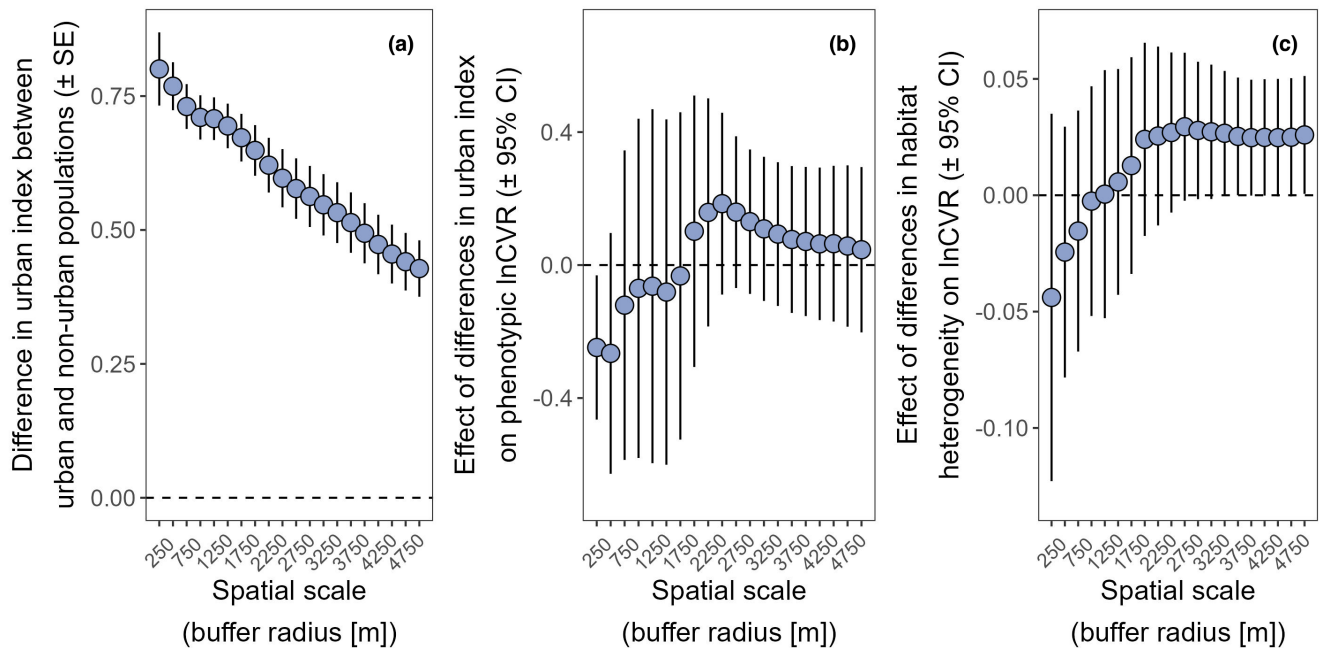 Difference in urban index between
urban and non-urban populations (± SE)
0.75
0.50
0.25
0.00
(a)
250
750
1250
1750
2250
2750
3250
3750
4250
4750
Spatial scale
(buffer radius [m])
Effect of differences in urban index
on phenotypic lnCVR (± 95% CI)
0.4
0.0
-0.4
(b)
250
750
1250
1750
2250
2750
3250
3750
4250
4750
Spatial scale
(buffer radius [m])
Effect of differences in habitat
heterogeneity on lnCVR (± 95% CI)
0.05
0.00
-0.05
-0.10
(c)
250
750
1250
1750
2250
2750
3250
3750
4250
4750
Spatial scale
(buffer radius [m])